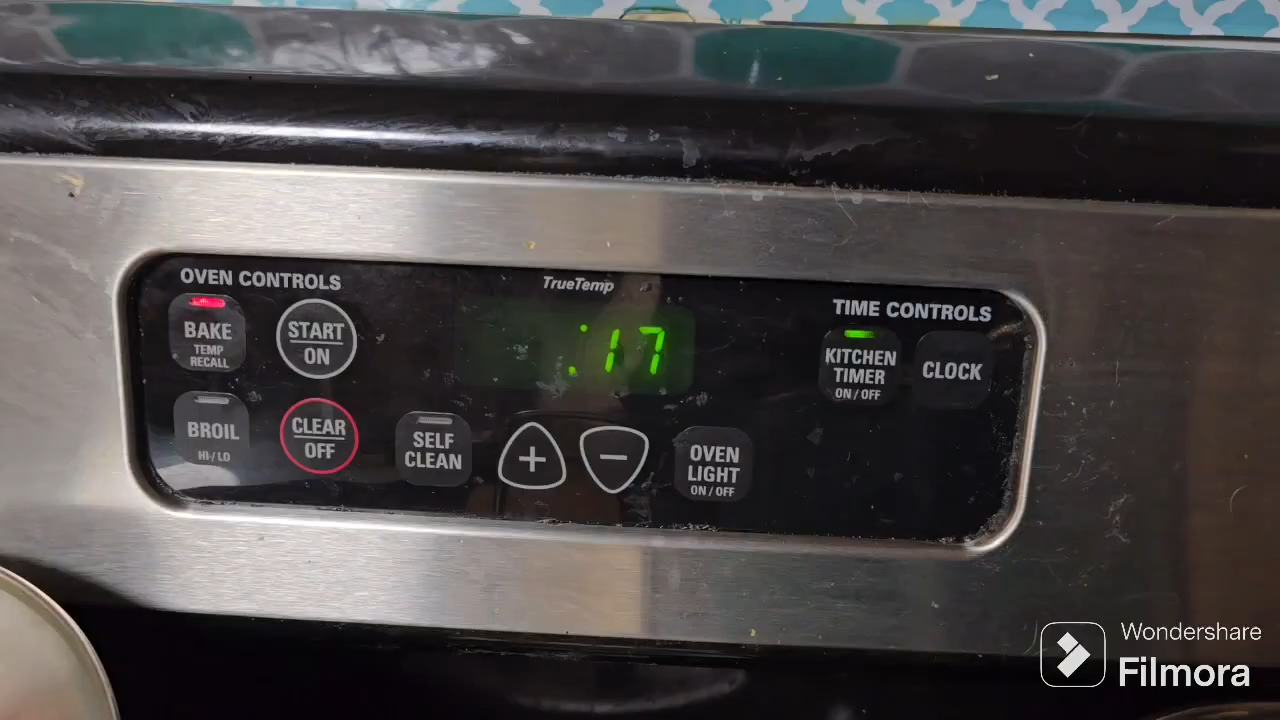 OVEN CONTROLS
TrueTemp
TIME CONTROLS
BAKE
TEMP
RECALL
START
ON
:17
KITCHEN
TIMER
ON / OFF
CLOCK
BROIL
HI / LO
CLEAR
OFF
SELF
CLEAN
+
−
OVEN
LIGHT
ON / OFF
Wondershare
Filmora